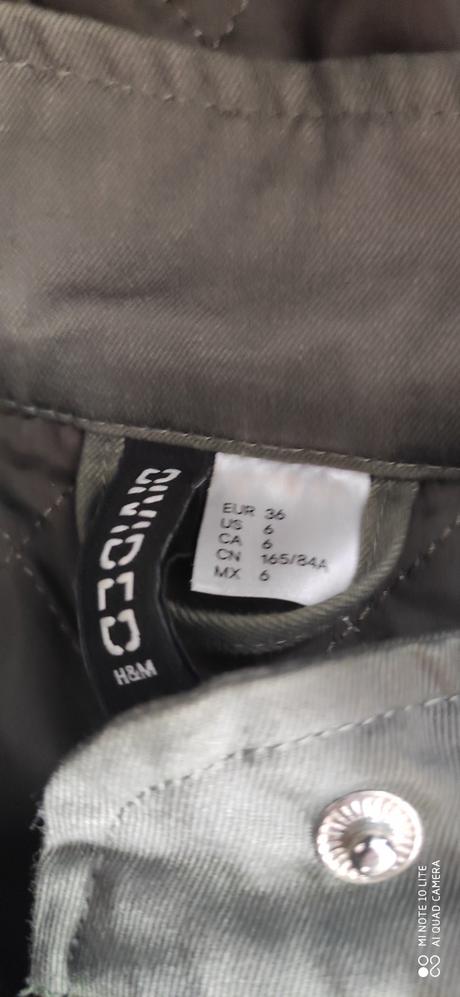 DIVIDED
H&M
EUR 36
US 6
CA 6
CN 165/84A
MX 6
MI NOTE 10 LITE
AI QUAD CAMERA